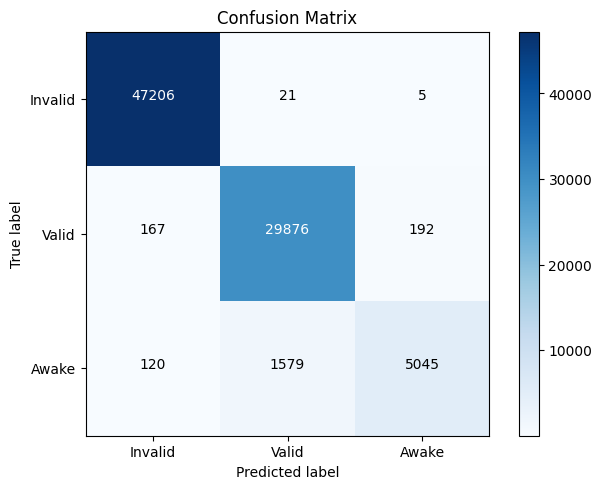 Confusion Matrix
Invalid 47206 21 5
Valid 167 29876 192
Awake 120 1579 5045
Invalid Valid Awake
Predicted label
True label
40000
30000
20000
10000